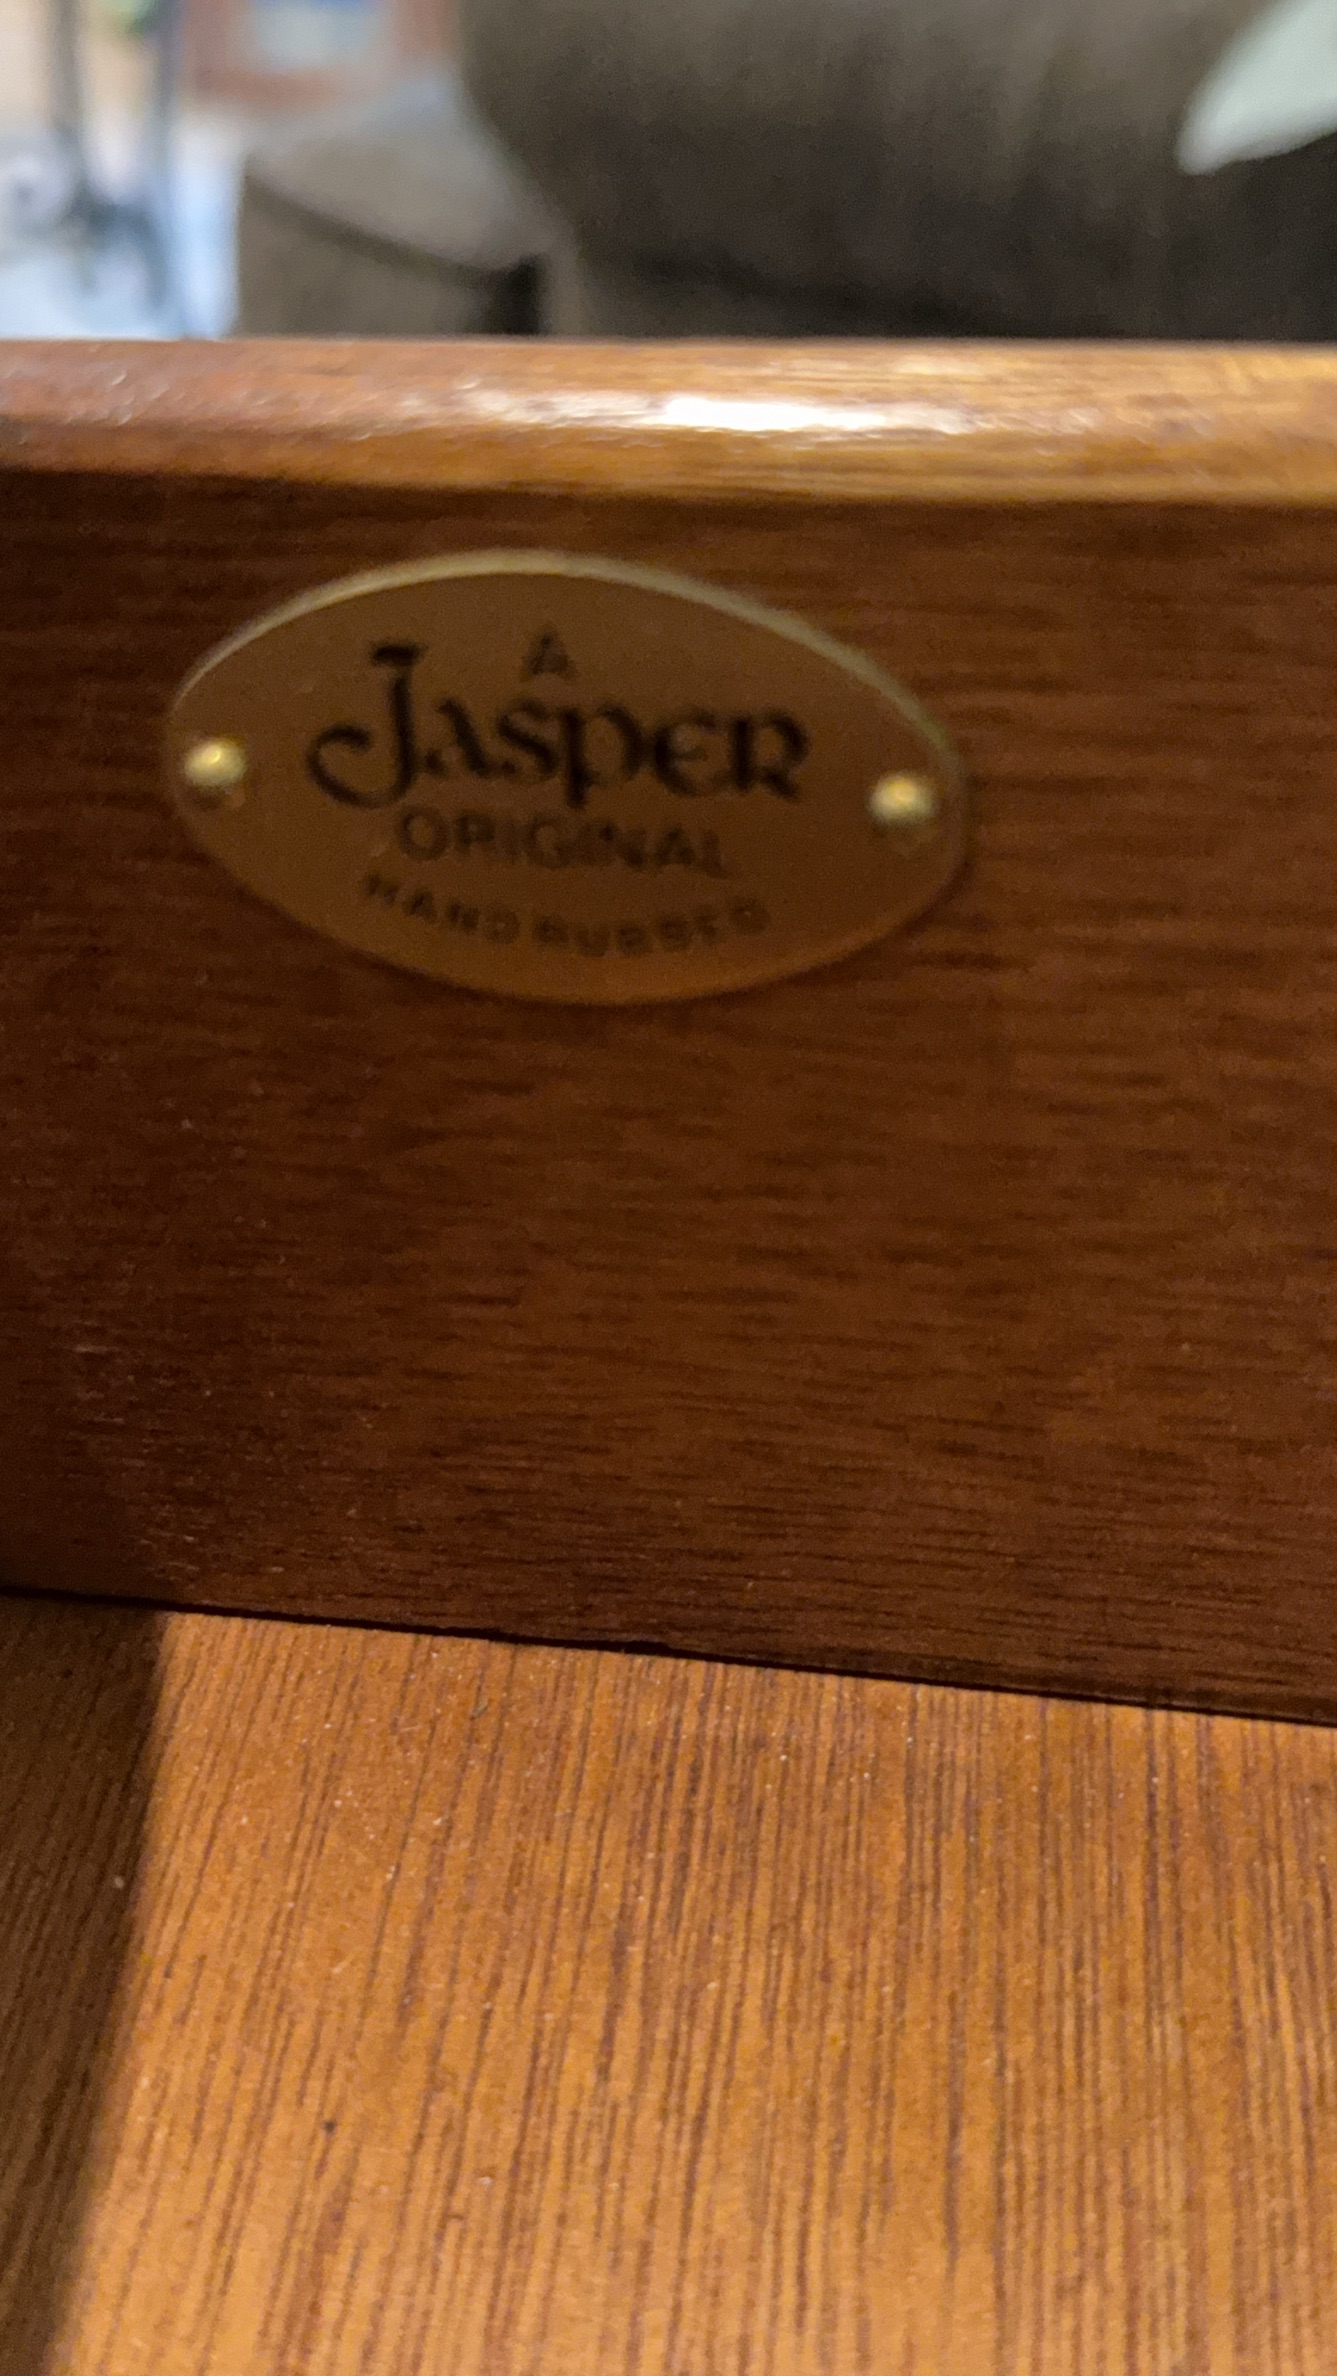 A
Jasper
ORIGINAL
HAND RUBBED